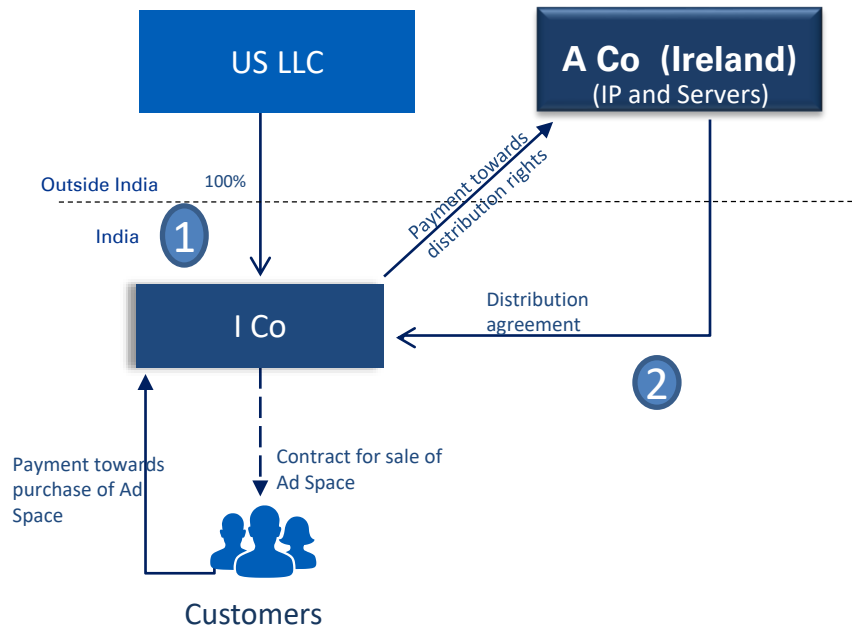 US LLC
A Co (Ireland)
(IP and Servers)
Outside India
100%
Payment towards
distribution rights
1
India
Distribution
agreement
I Co
2
Payment towards
purchase of Ad
Space
Contract for sale of
Ad Space
Customers